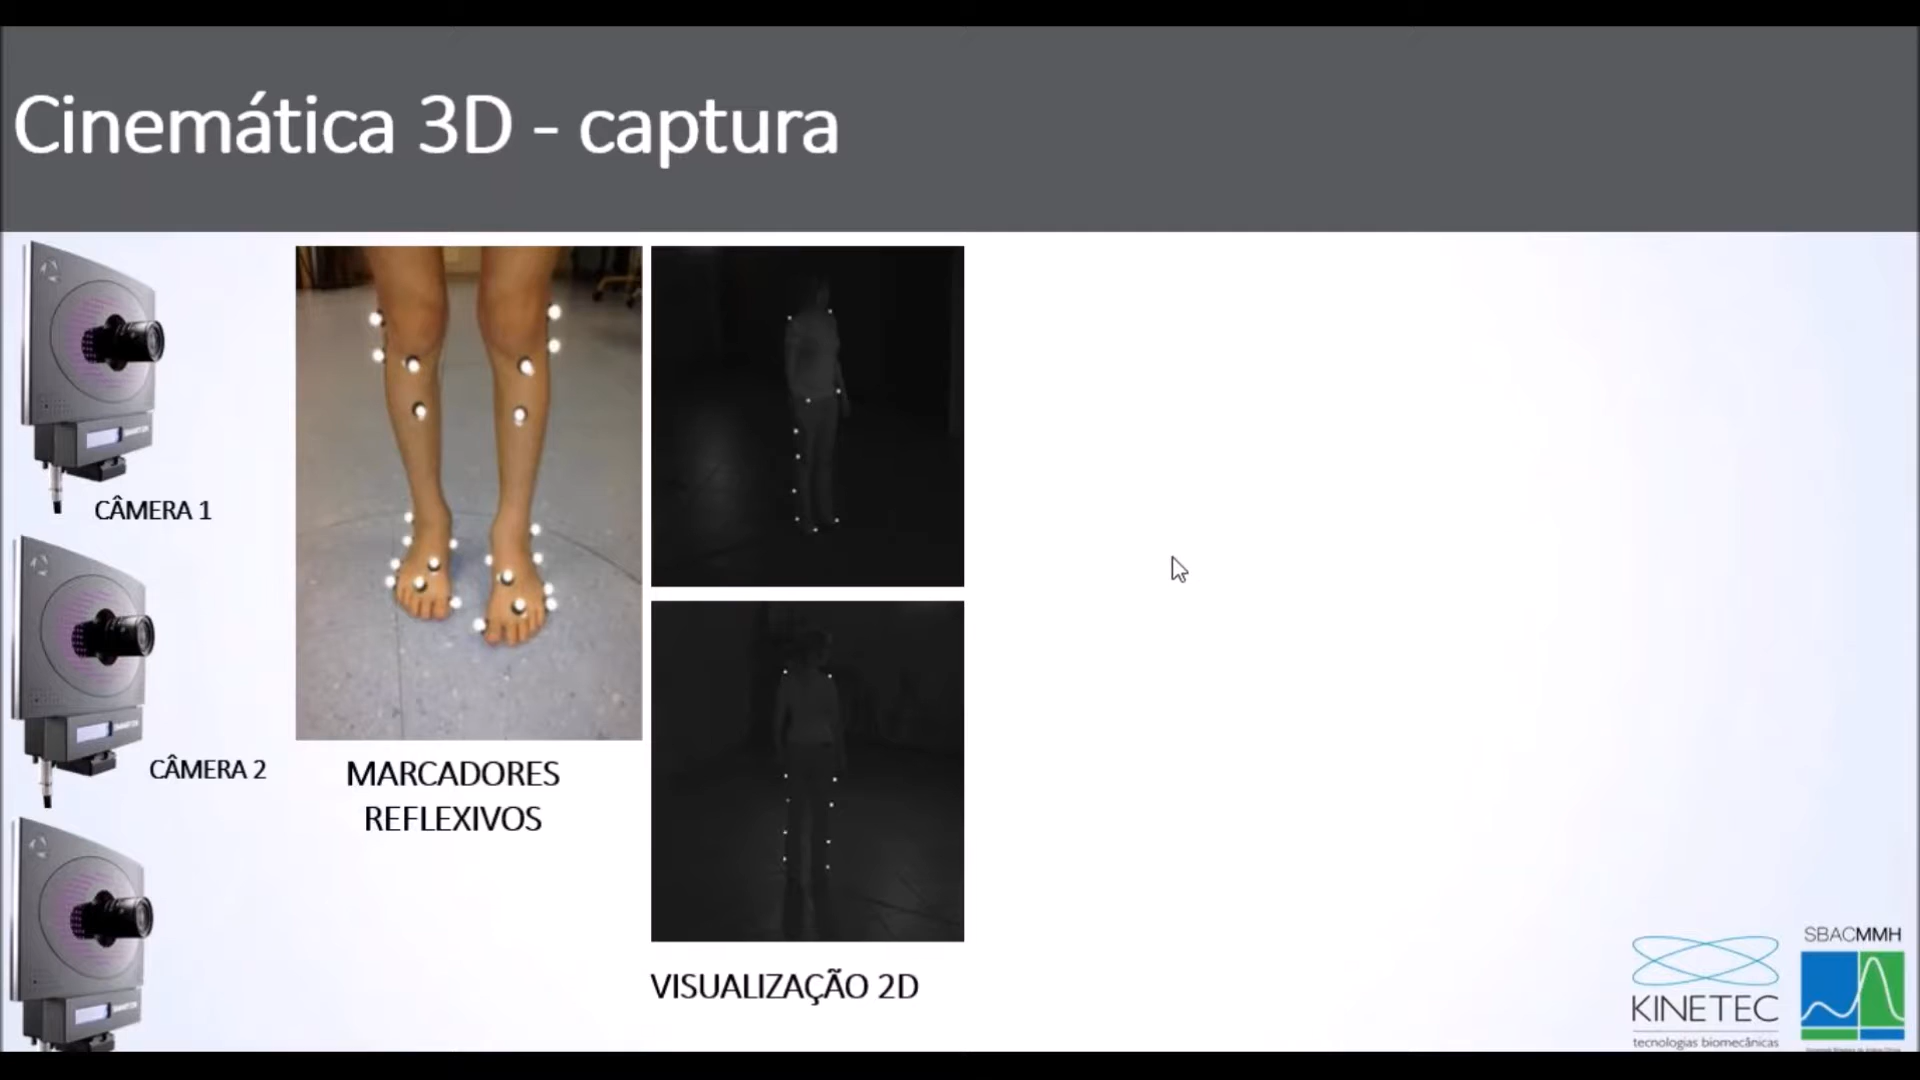 Cinemática 3D - captura
CÂMERA 1
CÂMERA 2
MARCADORES
REFLEXIVOS
VISUALIZAÇÃO 2D
KINETEC
tecnologias biomecânicas
SBACMMH